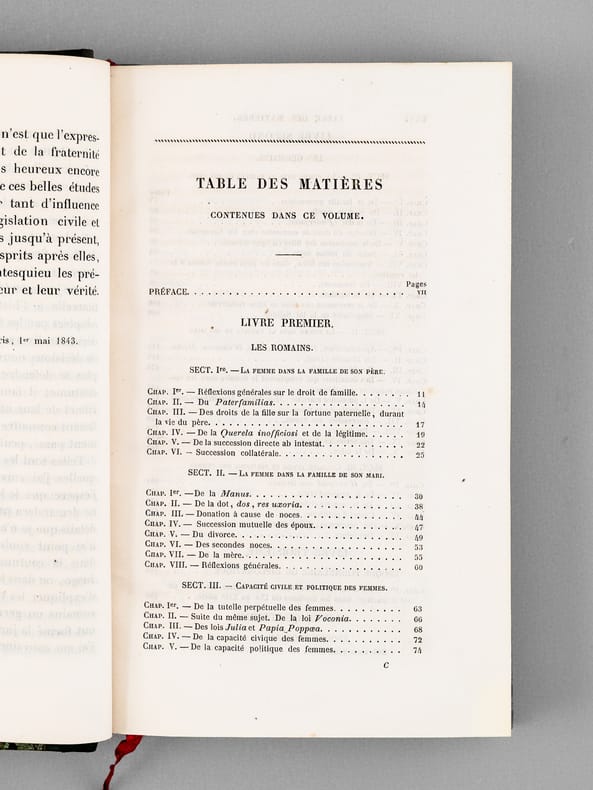 n'est que l'expres-
t de la fraternité
s heureux encore
e ces belles études
tant d'influence
gislation civile et
s jusqu'à présent,
sprits après elles,
ntesquieu les pré-
eur et leur vérité.
ris, 1er mai 1843.
TABLE DES MATIÈRES
CONTENUES DANS CE VOLUME.
Pages
PRÉFACE. . . . . . . . . . . . . . . . . . . . . . . . . . . . . . VII
LIVRE PREMIER.
LES ROMAINS.
SECT. Ire. — LA FEMME DANS LA FAMILLE DE SON PÈRE.
CHAP. Ier. — Réflexions générales sur le droit de famille. . . . . . . . 11
CHAP. II. — Du Paterfamilias. . . . . . . . . . . . . . . . . . 14
CHAP. III. — Des droits de la fille sur la fortune paternelle, durant
la vie du père. . . . . . . . . . . . . . . . . . . . . . . . . . 17
CHAP. IV. — De la Querela inofficiosi et de la légitime. . . . . . 19
CHAP. V. — De la succession directe ab intestat. . . . . . . . . . . 22
CHAP. VI. – Succession collatérale. . . . . . . . . . . . . . . . . 25
SECT. II. — LA FEMME DANS LA FAMILLE DE SON MARI.
CHAP. Ier. — De la Manus. . . . . . . . . . . . . . . . . . . . . 30
CHAP. II. — De la dot, dos, res uxoria. . . . . . . . . . . . . . . 38
CHAP. III. — Donation à cause de noces. . . . . . . . . . . . . . . 44
CHAP. IV. — Succession mutuelle des époux. . . . . . . . . . . . . 47
CHAP. V. — Du divorce. . . . . . . . . . . . . . . . . . . . . . 49
CHAP. VI. — Des secondes noces. . . . . . . . . . . . . . . . . . 53
CHAP. VII. — De la mère. . . . . . . . . . . . . . . . . . . . . 55
CHAP. VIII. — Réflexions générales. . . . . . . . . . . . . . . . . 60
SECT. III. — CAPACITÉ CIVILE ET POLITIQUE DES FEMMES.
CHAP. Ier. — De la tutelle perpétuelle des femmes. . . . . . . . . . 63
CHAP. II. — Suite du même sujet. De la loi Voconia. . . . . . . . 66
CHAP. III. — Des lois Julia et Papia Poppœa. . . . . . . . . . . . 68
CHAP. IV. — De la capacité civique des femmes. . . . . . . . . . . 72
CHAP. V. — De la capacité politique des femmes. . . . . . . . . . 74
C